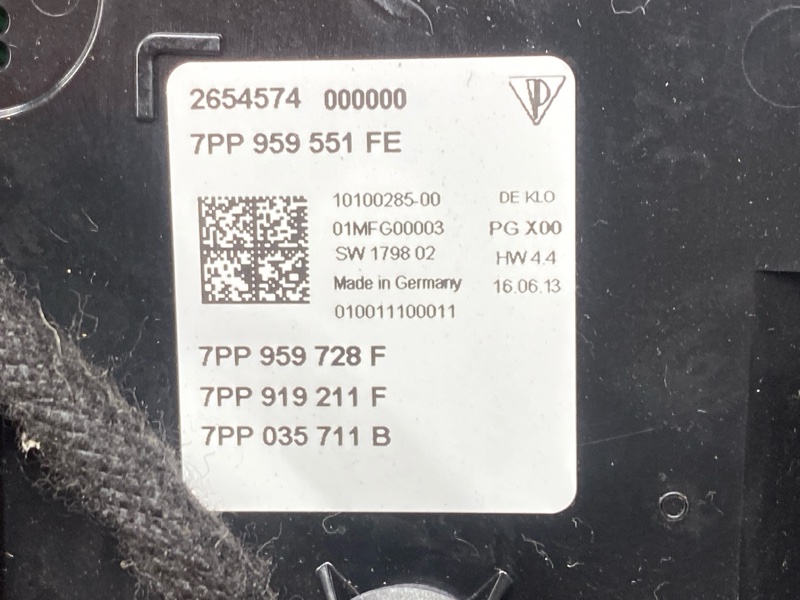 2654574 000000
7PP 959 551 FE
10100285-00 DE KLO
01MFG00003 PG X00
SW 1798 02 HW 4.4
Made in Germany 16.06.13
010011100011
7PP 959 728 F
7PP 919 211 F
7PP 035 711 B